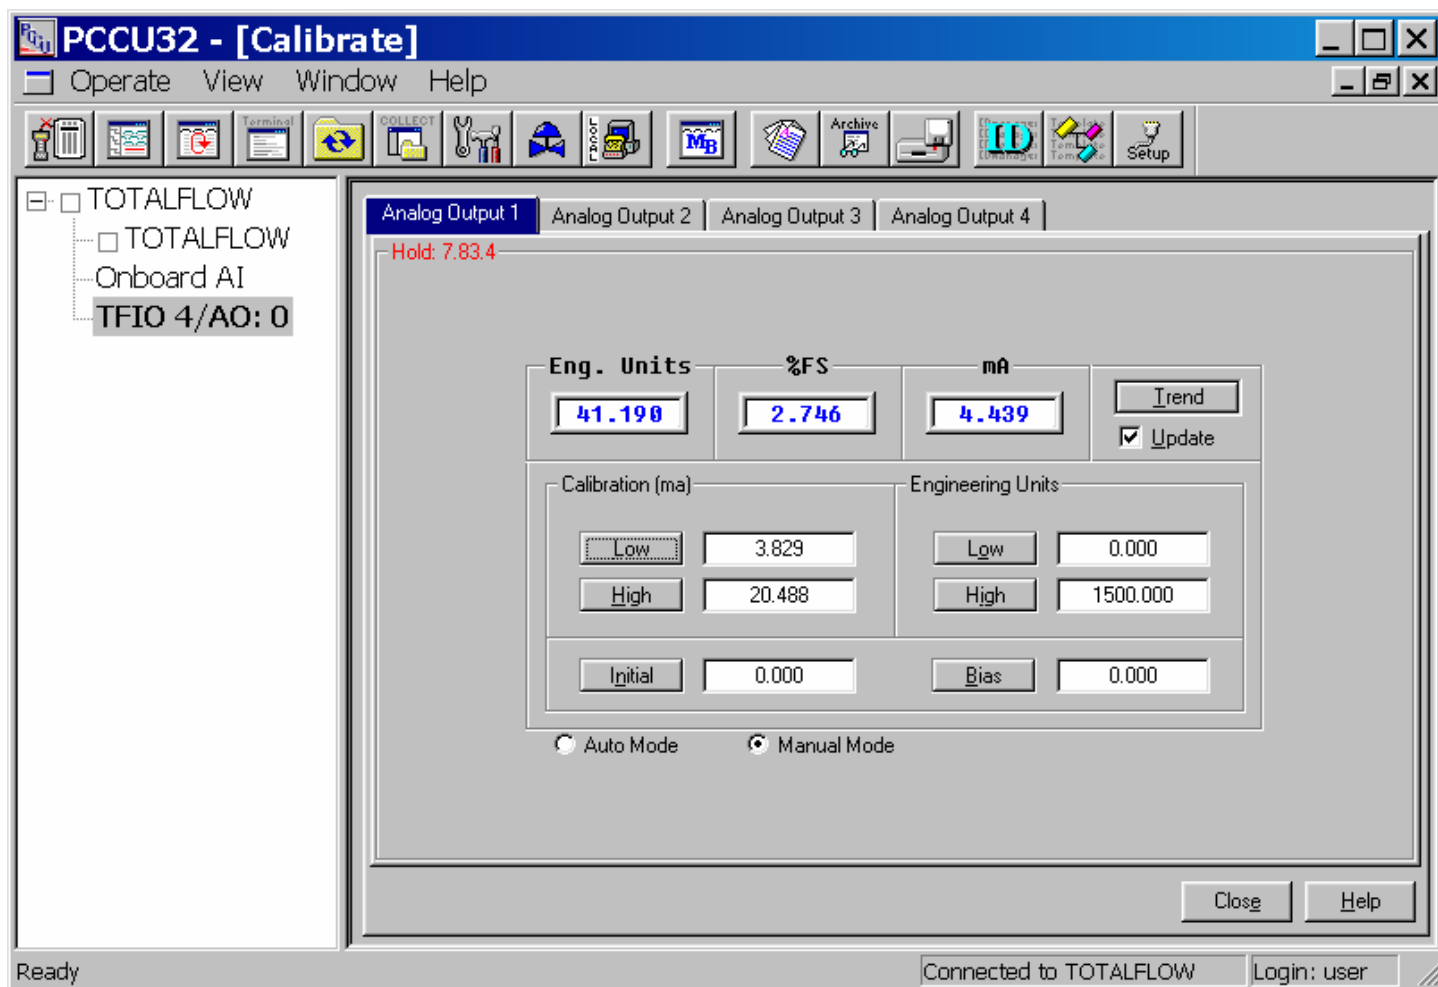 PCCU32 - [Calibrate]
Operate View Window Help
Terminal
COLLECT
LOCAL
MB
Archive
ID
Setup
TOTALFLOW
TOTALFLOW
Onboard AI
TFIO 4/AO: 0
Analog Output 1 Analog Output 2 Analog Output 3 Analog Output 4
Hold: 7.83.4
Eng. Units %FS mA
41.190 2.746 4.439
Trend
Update
Calibration (ma) Engineering Units
Low 3.829 Low 0.000
High 20.488 High 1500.000
Initial 0.000 Bias 0.000
Auto Mode Manual Mode
Close Help
Ready Connected to TOTALFLOW Login: user